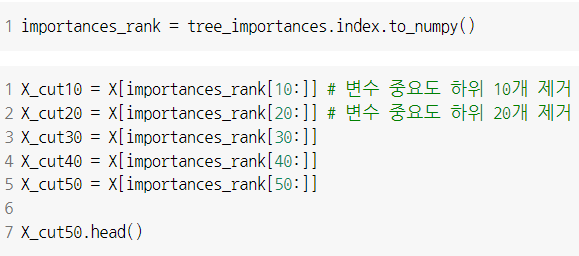 1 importances_rank = tree_importances.index.to_numpy()
1 X_cut10 = X[importances_rank[10:]] # 변수 중요도 하위 10개 제거
2 X_cut20 = X[importances_rank[20:]] # 변수 중요도 하위 20개 제거
3 X_cut30 = X[importances_rank[30:]]
4 X_cut40 = X[importances_rank[40:]]
5 X_cut50 = X[importances_rank[50:]]
6
7 X_cut50.head()